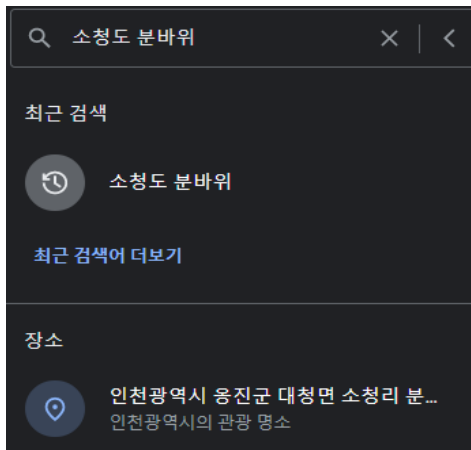 소청도 분바위
최근 검색
소청도 분바위
최근 검색어 더보기
장소
인천광역시 옹진군 대청면 소청리 분...
인천광역시의 관광 명소